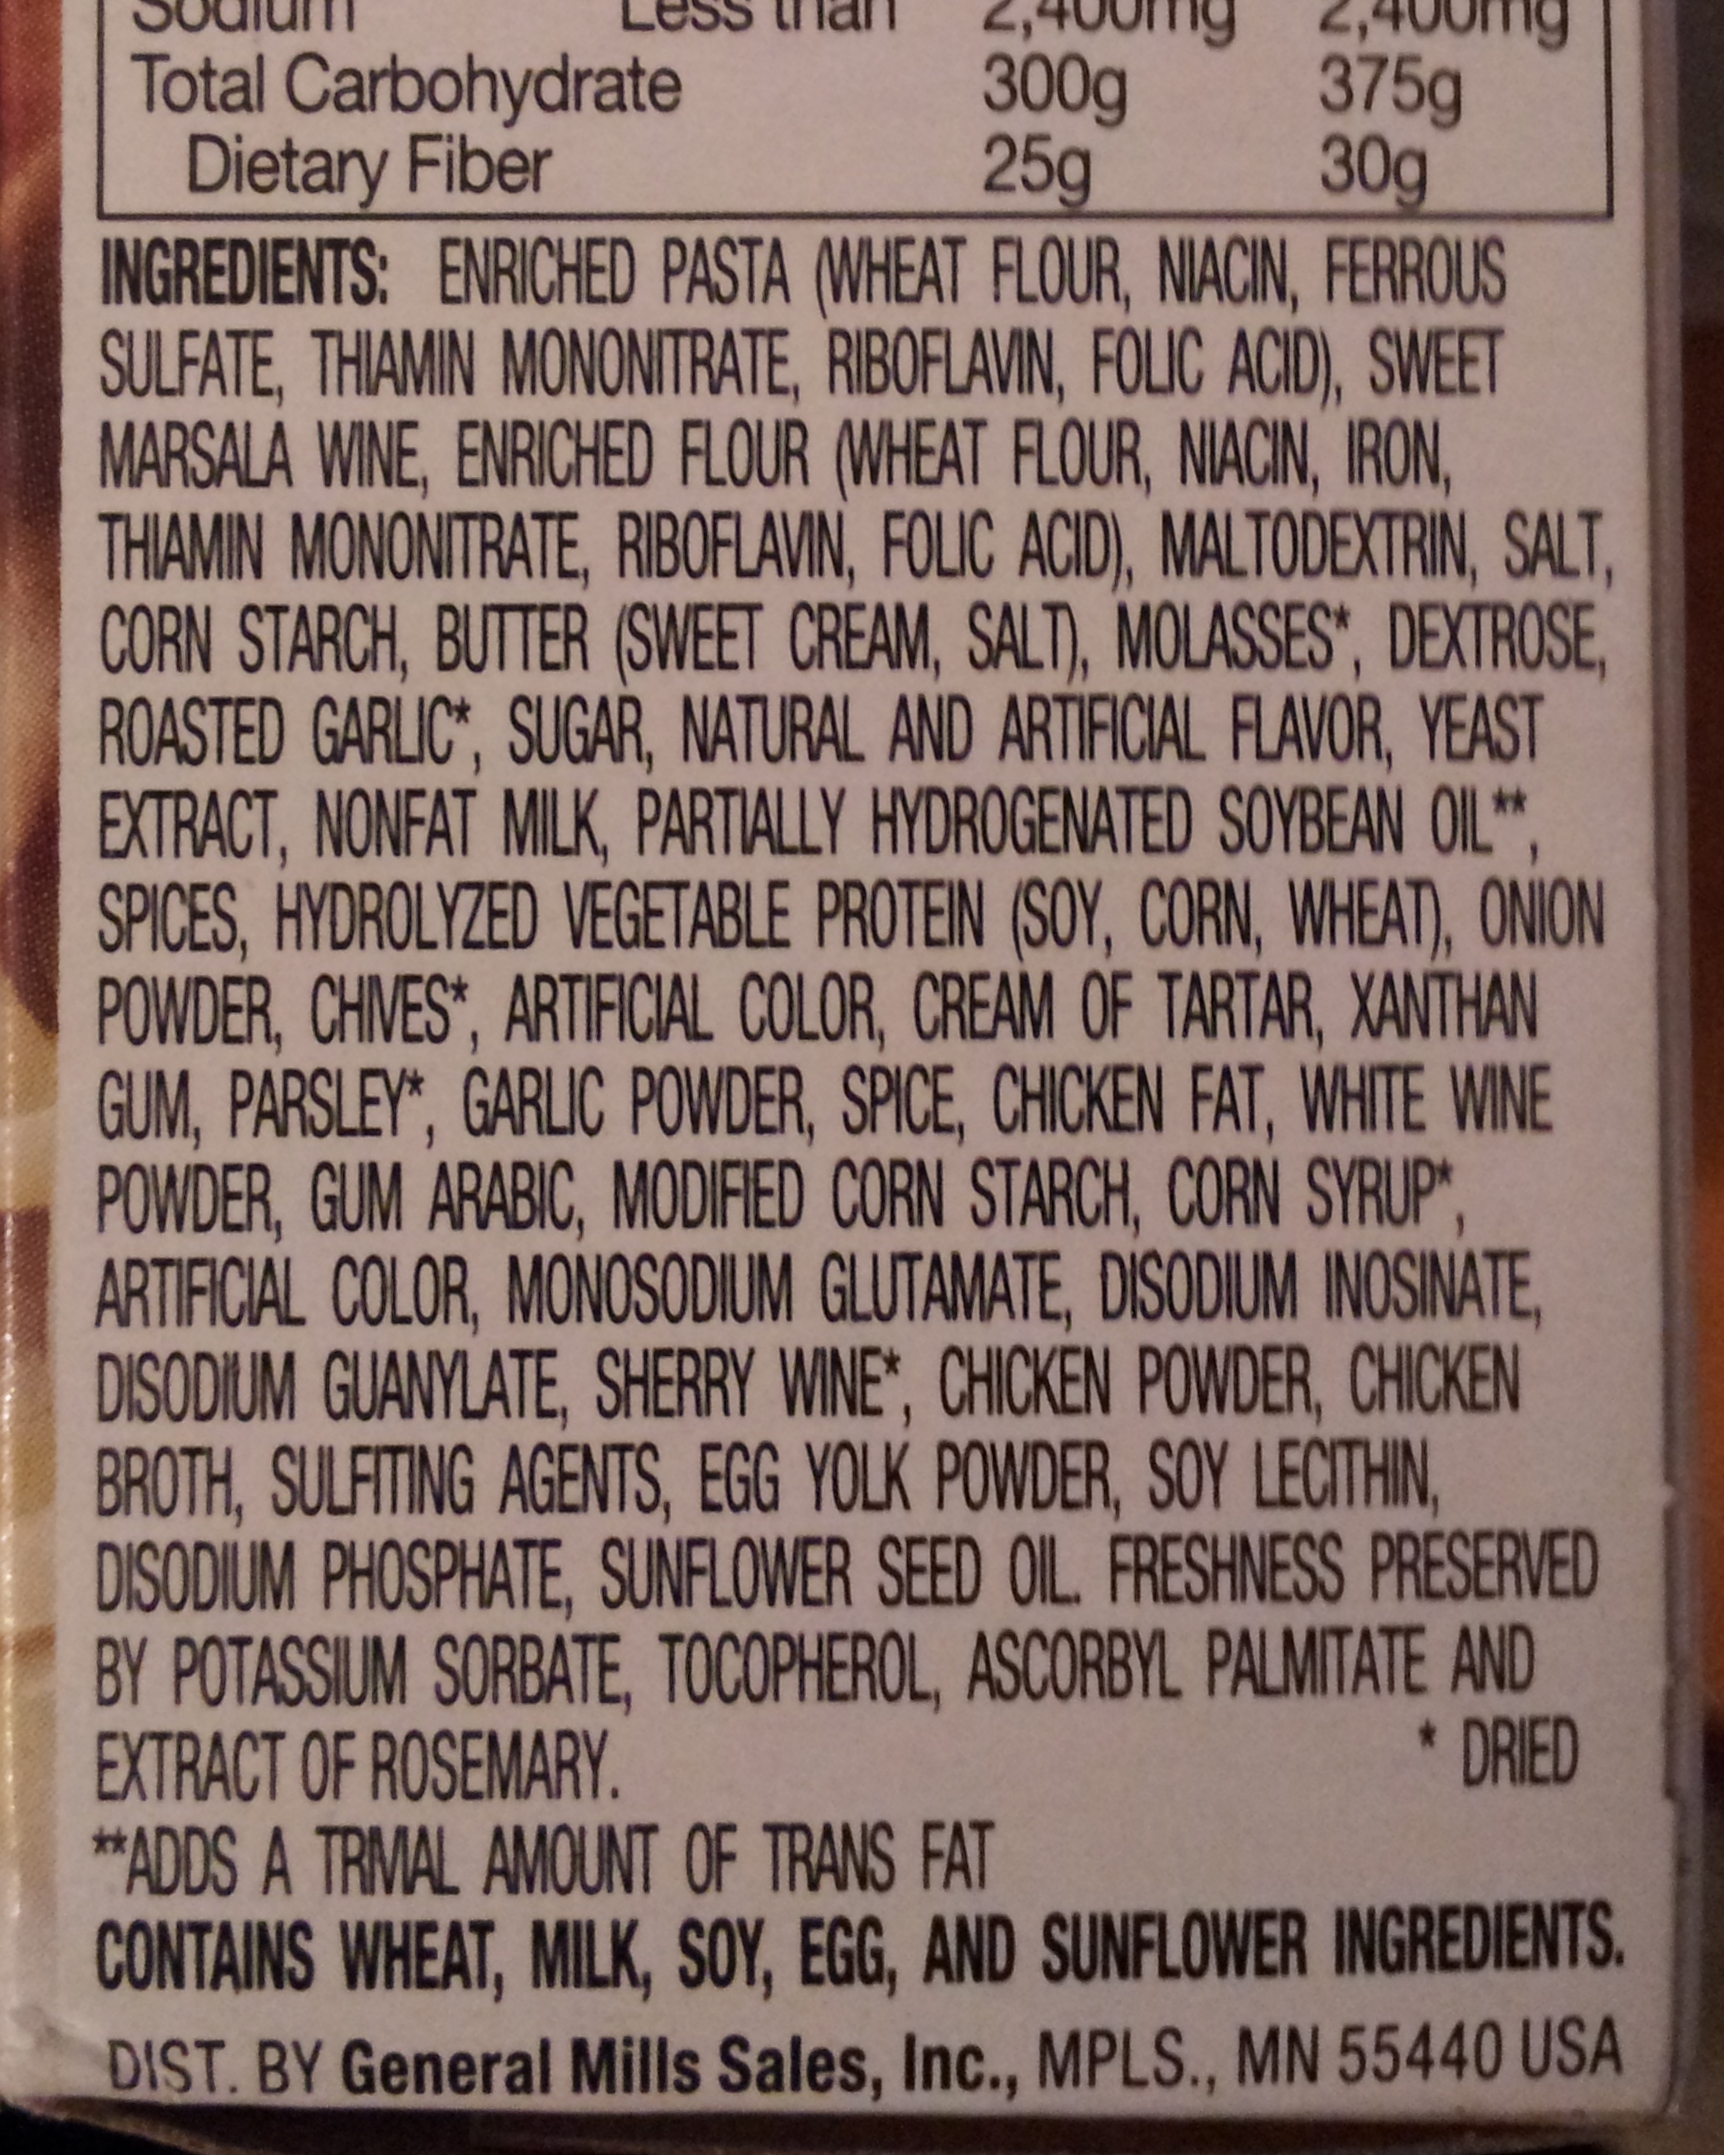 Sodium Less than 2,400mg 2,400mg
Total Carbohydrate 300g 375g
Dietary Fiber 25g 30g
INGREDIENTS: ENRICHED PASTA (WHEAT FLOUR, NIACIN, FERROUS
SULFATE, THIAMIN MONONITRATE, RIBOFLAVIN, FOLIC ACID), SWEET
MARSALA WINE, ENRICHED FLOUR (WHEAT FLOUR, NIACIN, IRON,
THIAMIN MONONITRATE, RIBOFLAVIN, FOLIC ACID), MALTODEXTRIN, SALT,
CORN STARCH, BUTTER (SWEET CREAM, SALT), MOLASSES*, DEXTROSE,
ROASTED GARLIC*, SUGAR, NATURAL AND ARTIFICIAL FLAVOR, YEAST
EXTRACT, NONFAT MILK, PARTIALLY HYDROGENATED SOYBEAN OIL**,
SPICES, HYDROLYZED VEGETABLE PROTEIN (SOY, CORN, WHEAT), ONION
POWDER, CHIVES*, ARTIFICIAL COLOR, CREAM OF TARTAR, XANTHAN
GUM, PARSLEY*, GARLIC POWDER, SPICE, CHICKEN FAT, WHITE WINE
POWDER, GUM ARABIC, MODIFIED CORN STARCH, CORN SYRUP*,
ARTIFICIAL COLOR, MONOSODIUM GLUTAMATE, DISODIUM INOSINATE,
DISODIUM GUANYLATE, SHERRY WINE*, CHICKEN POWDER, CHICKEN
BROTH, SULFITING AGENTS, EGG YOLK POWDER, SOY LECITHIN,
DISODIUM PHOSPHATE, SUNFLOWER SEED OIL. FRESHNESS PRESERVED
BY POTASSIUM SORBATE, TOCOPHEROL, ASCORBYL PALMITATE AND
EXTRACT OF ROSEMARY. * DRIED
**ADDS A TRIVIAL AMOUNT OF TRANS FAT
CONTAINS WHEAT, MILK, SOY, EGG, AND SUNFLOWER INGREDIENTS.
DIST. BY General Mills Sales, Inc., MPLS., MN 55440 USA